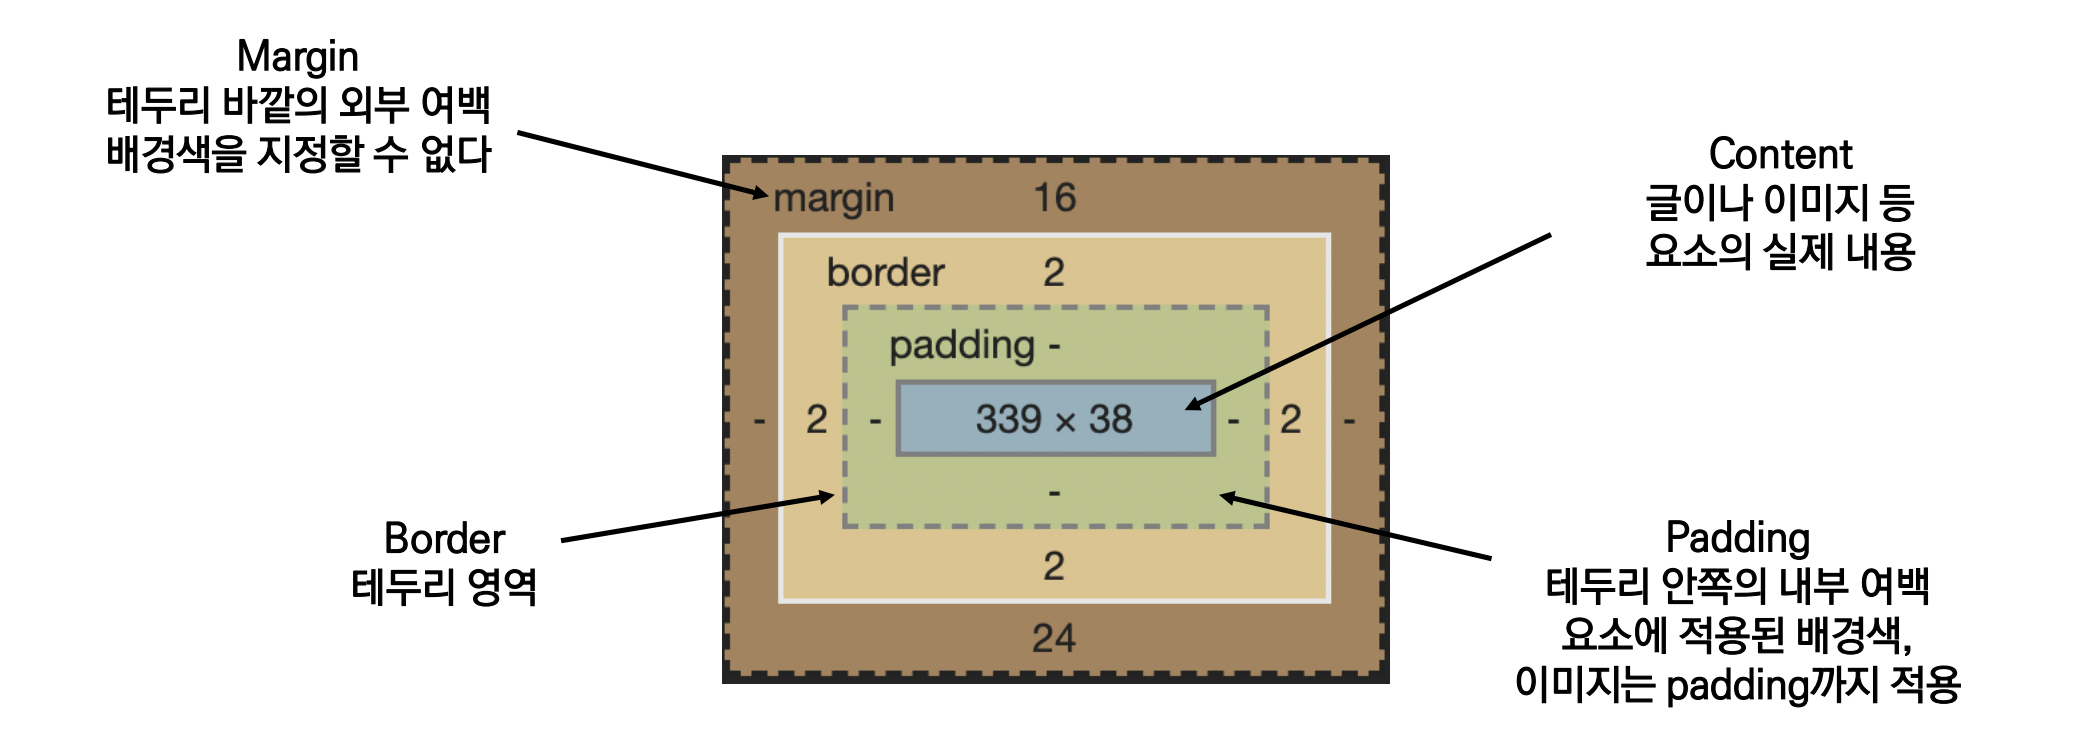 Margin
테두리 바깥의 외부 여백
배경색을 지정할 수 없다
Content
글이나 이미지 등
요소의 실제 내용
margin 16
border 2
padding -
- 2 - 339 × 38 - 2 -
-
2
24
Border
테두리 영역
Padding
테두리 안쪽의 내부 여백
요소에 적용된 배경색,
이미지는 padding까지 적용